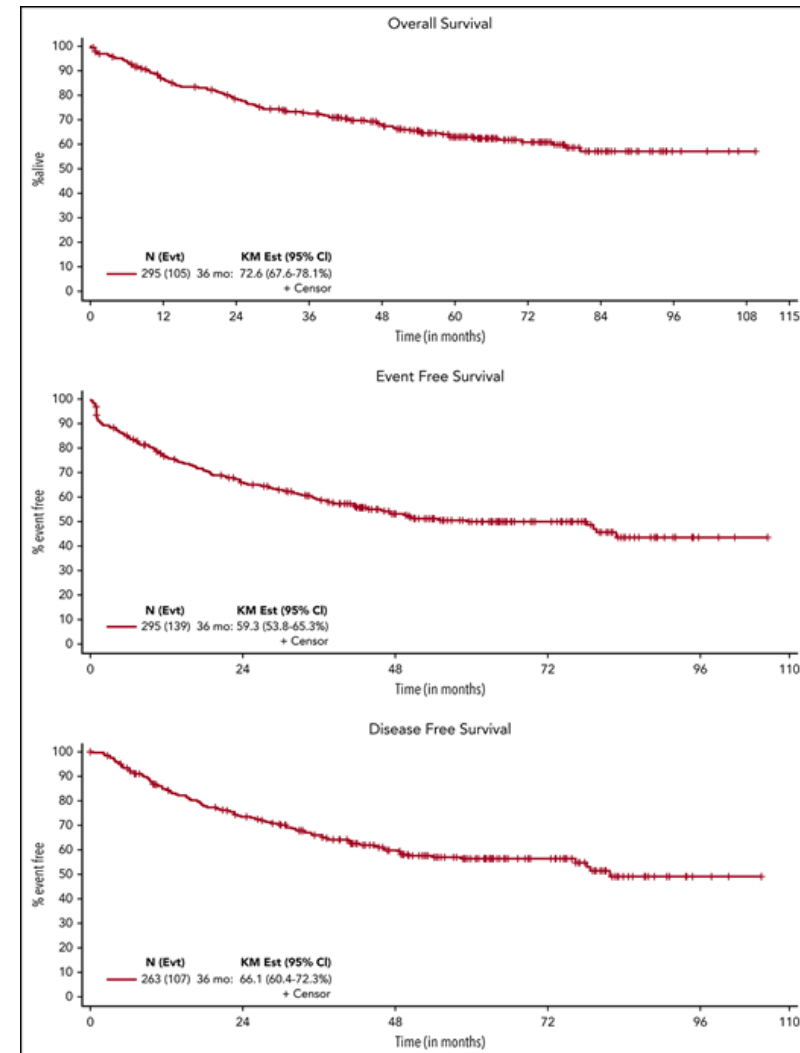 Overall Survival
100
90
80
70
60
50
40
30
20
10
0
%alive
N (Evt) KM Est (95% CI)
295 (105) 36 mo: 72.6 (67.6-78.1%)
+ Censor
0 12 24 36 48 60 72 84 96 108 115
Time (in months)
Event Free Survival
100
90
80
70
60
50
40
30
20
10
0
% event free
N (Evt) KM Est (95% CI)
295 (139) 36 mo: 59.3 (53.8-65.3%)
+ Censor
0 24 48 72 96 110
Time (in months)
Disease Free Survival
100
90
80
70
60
50
40
30
20
10
0
% event free
N (Evt) KM Est (95% CI)
263 (107) 36 mo: 66.1 (60.4-72.3%)
+ Censor
0 24 48 72 96 110
Time (in months)